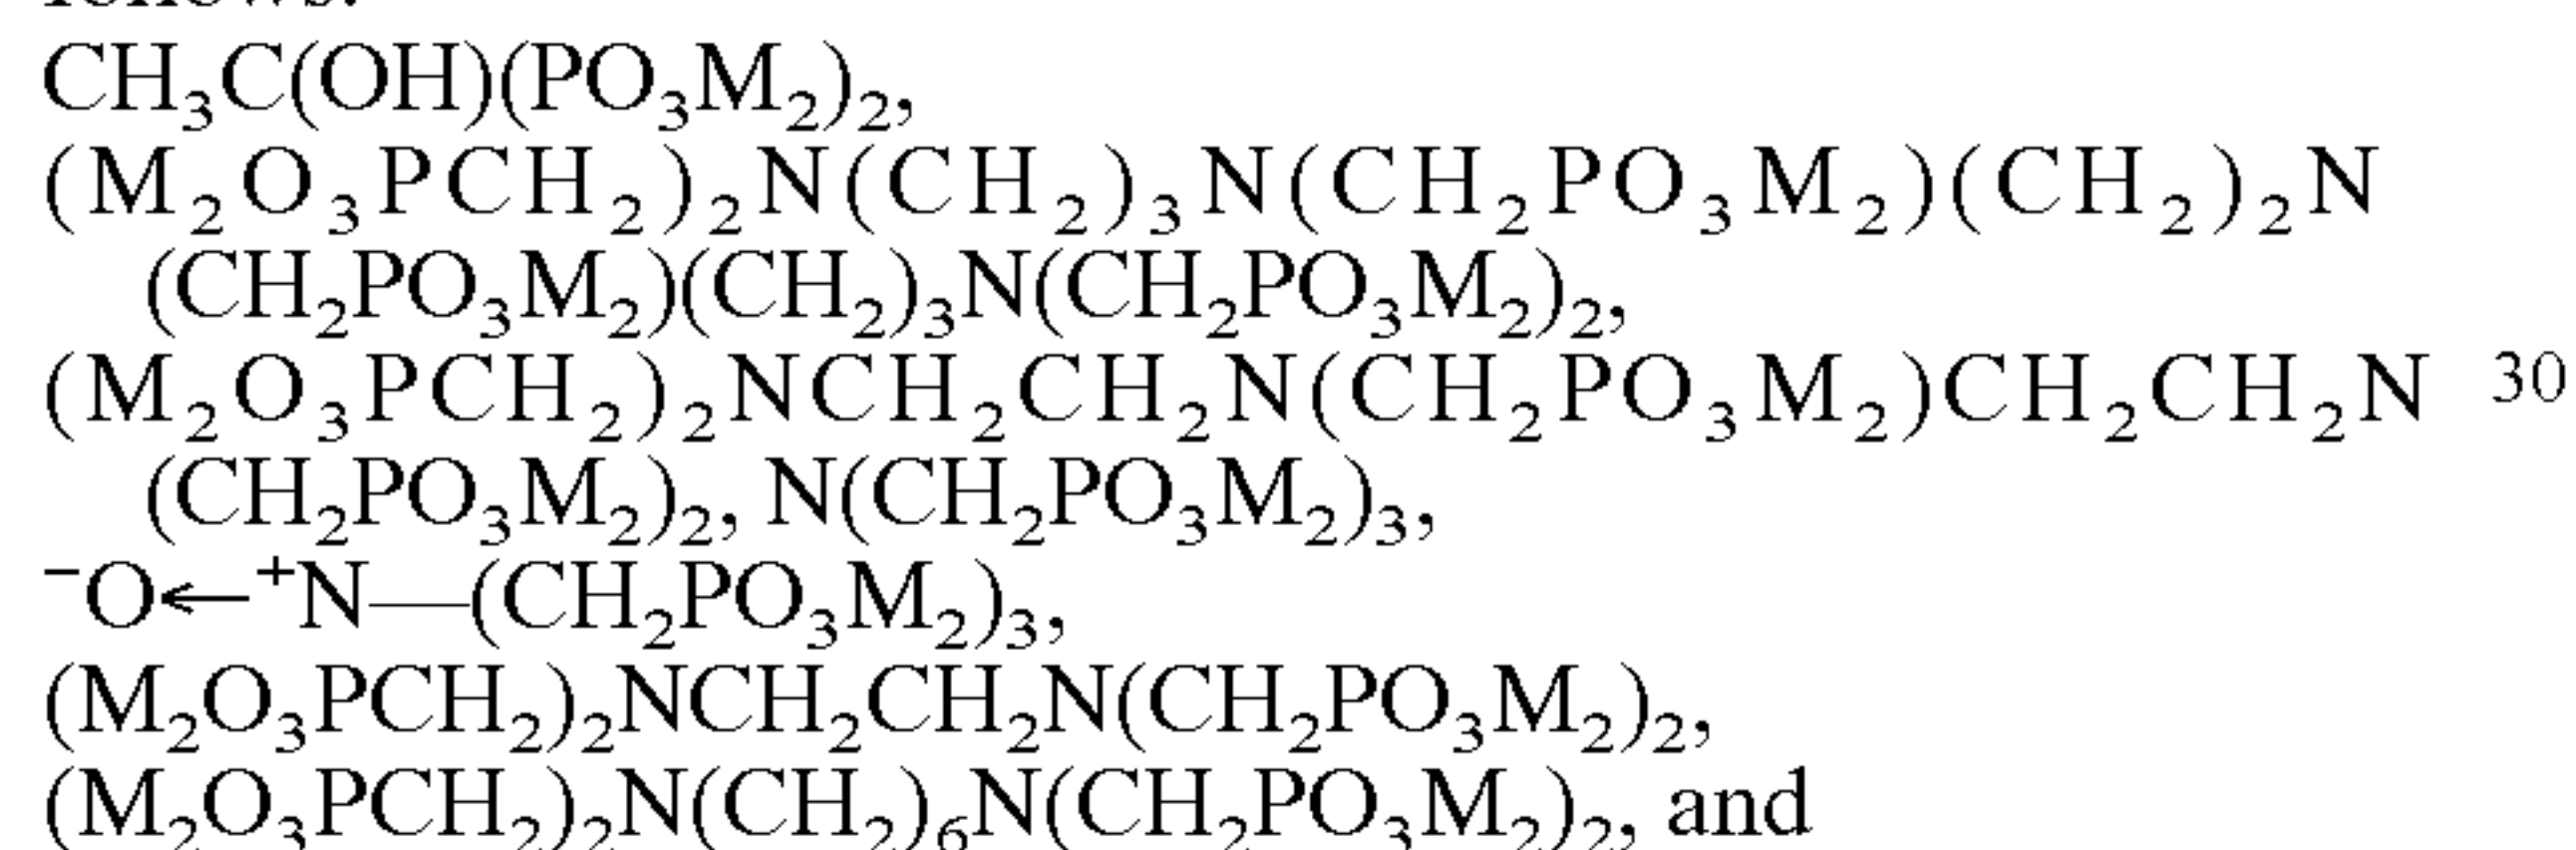 follows:
CH₃C(OH)(PO₃M₂)₂,
(M₂O₃PCH₂)₂N(CH₂)₃N(CH₂PO₃M₂)(CH₂)₂N
(CH₂PO₃M₂)(CH₂)₃N(CH₂PO₃M₂)₂,
(M₂O₃PCH₂)₂NCH₂CH₂N(CH₂PO₃M₂)CH₂CH₂N 30
(CH₂PO₃M₂)₂, N(CH₂PO₃M₂)₃,
⁻O←⁺N—(CH₂PO₃M₂)₃,
(M₂O₃PCH₂)₂NCH₂CH₂N(CH₂PO₃M₂)₂,
(M₂O₃PCH₂)₂N(CH₂)₆N(CH₂PO₃M₂)₂, and